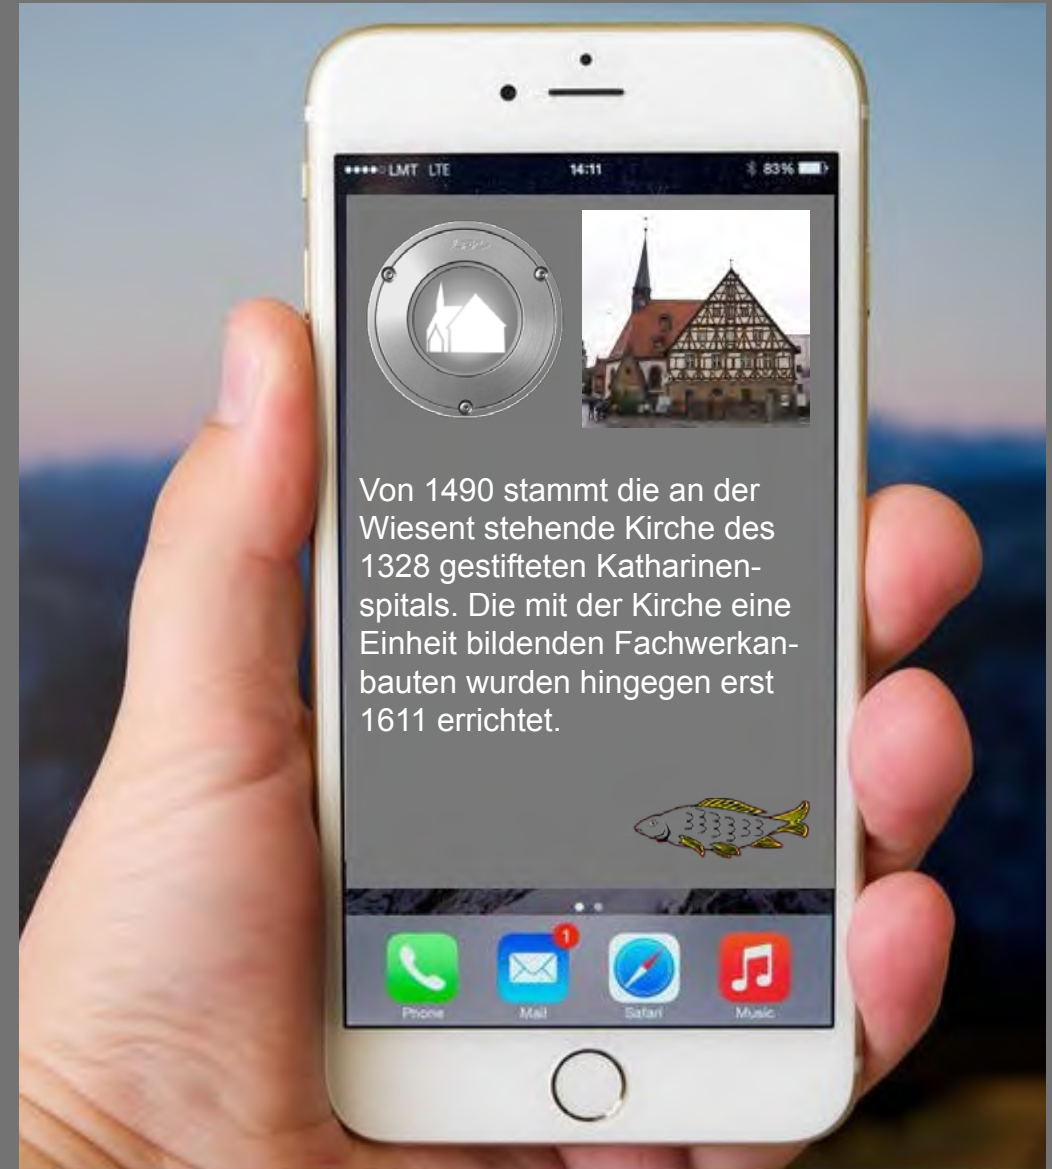 LMT LTE 14:11 83%
Von 1490 stammt die an der
Wiesent stehende Kirche des
1328 gestifteten Katharinen-
spitals. Die mit der Kirche eine
Einheit bildenden Fachwerkan-
bauten wurden hingegen erst
1611 errichtet.
1
Phone Mail Safari Music